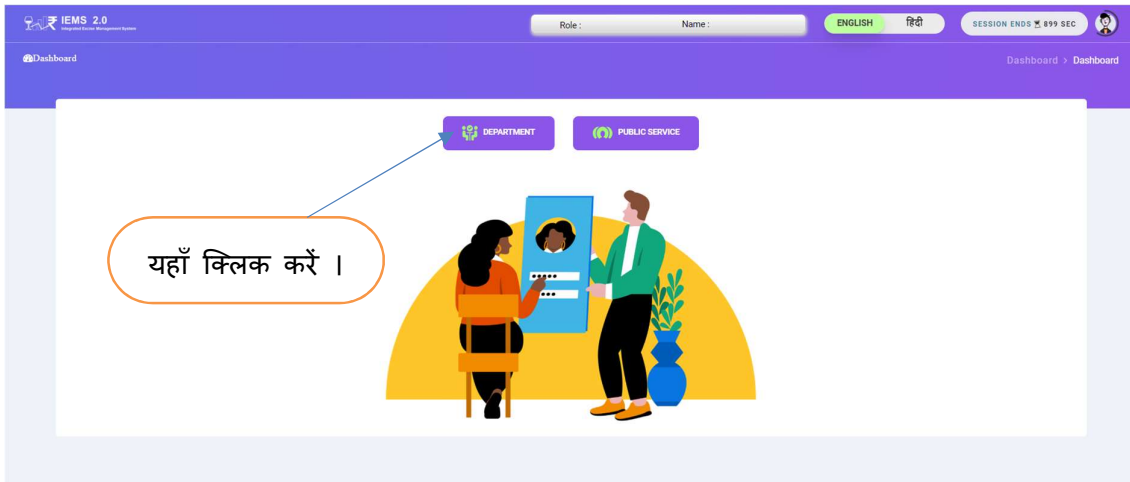 IEMS 2.0
Integrated Excise Management System
Role : Name :
ENGLISH हिंदी
SESSION ENDS 899 SEC
Dashboard
Dashboard > Dashboard
DEPARTMENT
PUBLIC SERVICE
यहाँ क्लिक करें ।